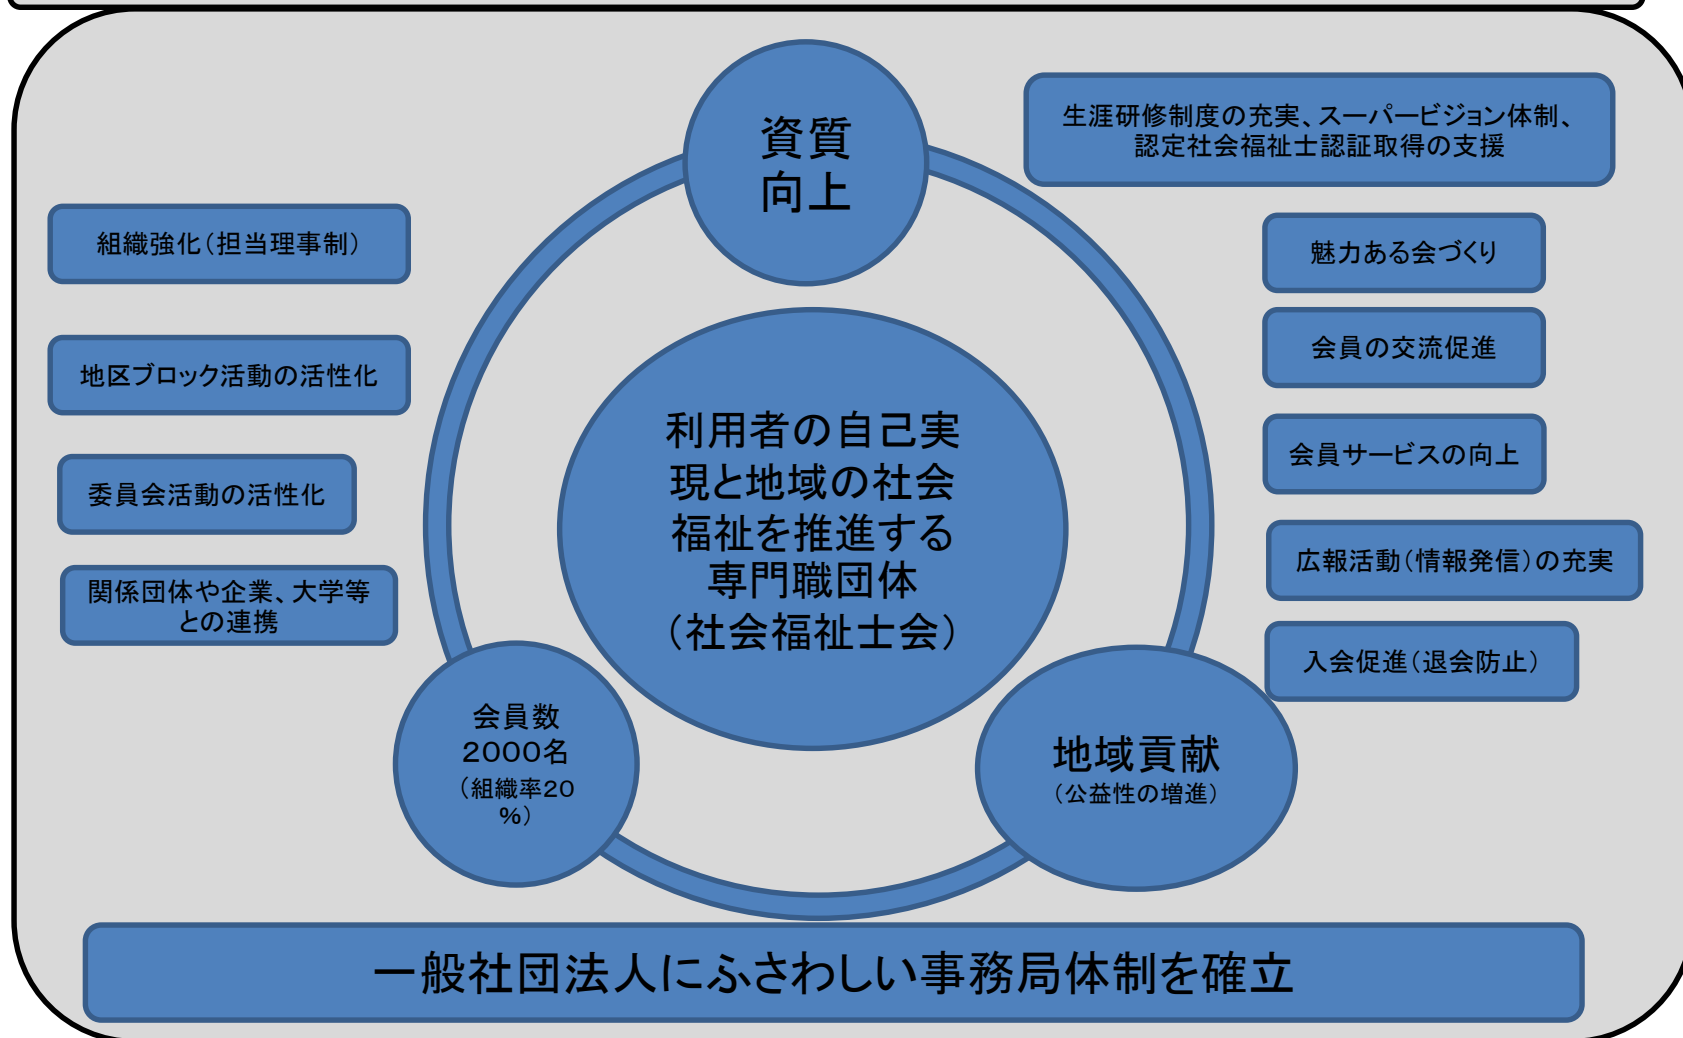 資質
向上
生涯研修制度の充実、スーパービジョン体制、
認定社会福祉士認証取得の支援
組織強化（担当理事制）
地区ブロック活動の活性化
委員会活動の活性化
関係団体や企業、大学等
との連携
利用者の自己実
現と地域の社会
福祉を推進する
専門職団体
（社会福祉士会）
魅力ある会づくり
会員の交流促進
会員サービスの向上
広報活動（情報発信）の充実
入会促進（退会防止）
会員数
2000名
（組織率20
％）
地域貢献
（公益性の増進）
一般社団法人にふさわしい事務局体制を確立